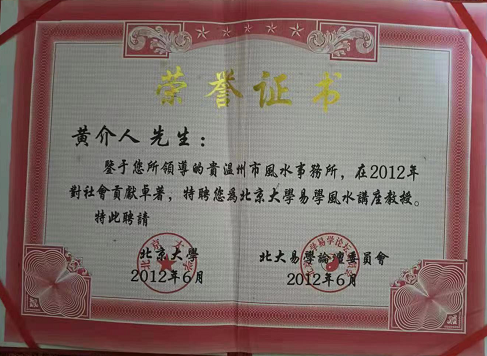 荣誉证书
黄介人先生：
鑒于您所領導的貴溫州市風水事務所，在2012年
對社會貢獻卓著，特聘您為北京大學易學風水講座教授。
特此聘請
北京大學
2012年6月
北大易學論壇委員會
2012年6月